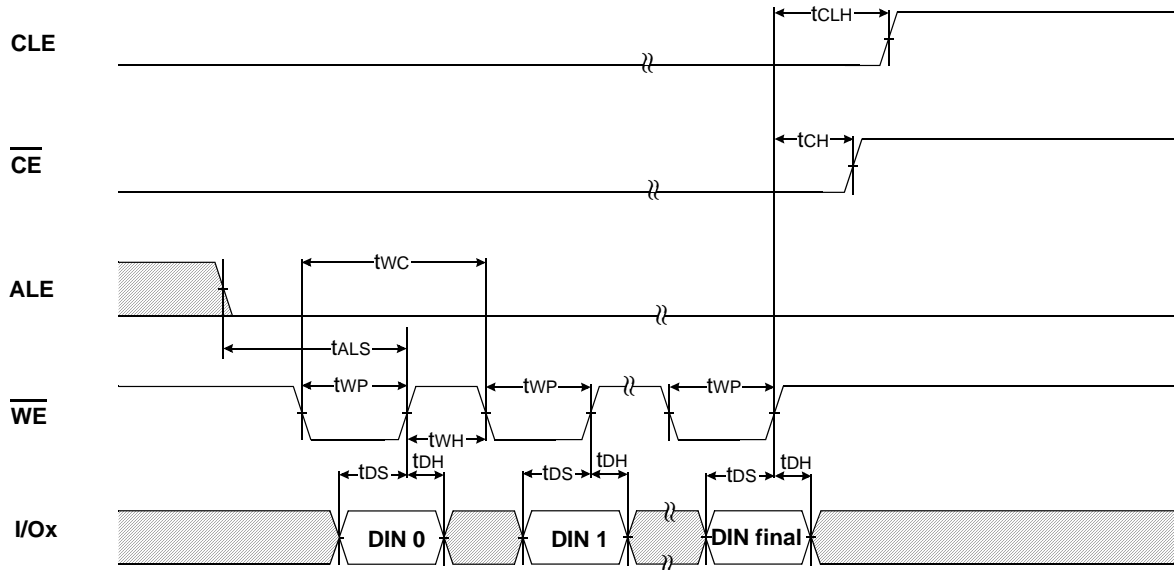 tCLH
CLE
tCH
CE
tWC
ALE
tALS
tWP tWP tWP
WE
tWH
tDS tDH tDS tDH tDS tDH
I/Ox DIN 0 DIN 1 DIN final